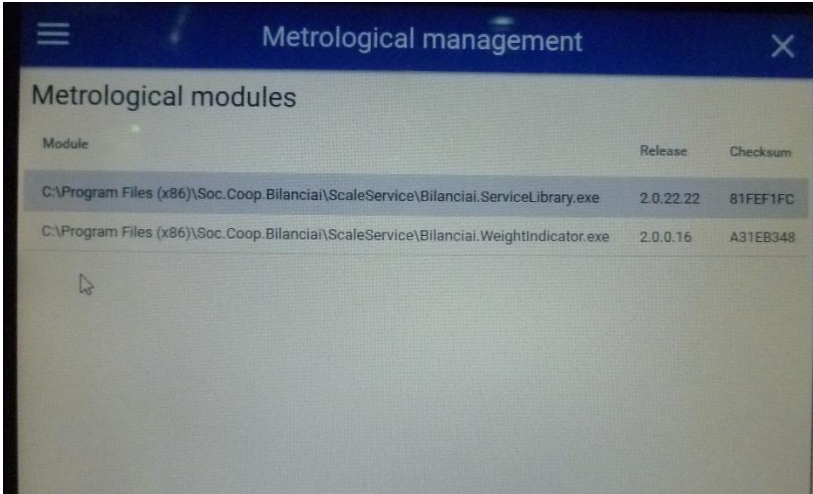 Metrological management
Metrological modules
Module Release Checksum
C:\Program Files (x86)\Soc.Coop.Bilanciai\ScaleService\Bilanciai.ServiceLibrary.exe 2.0.22.22 81FEF1FC
C:\Program Files (x86)\Soc.Coop.Bilanciai\ScaleService\Bilanciai.WeightIndicator.exe 2.0.0.16 A31EB348